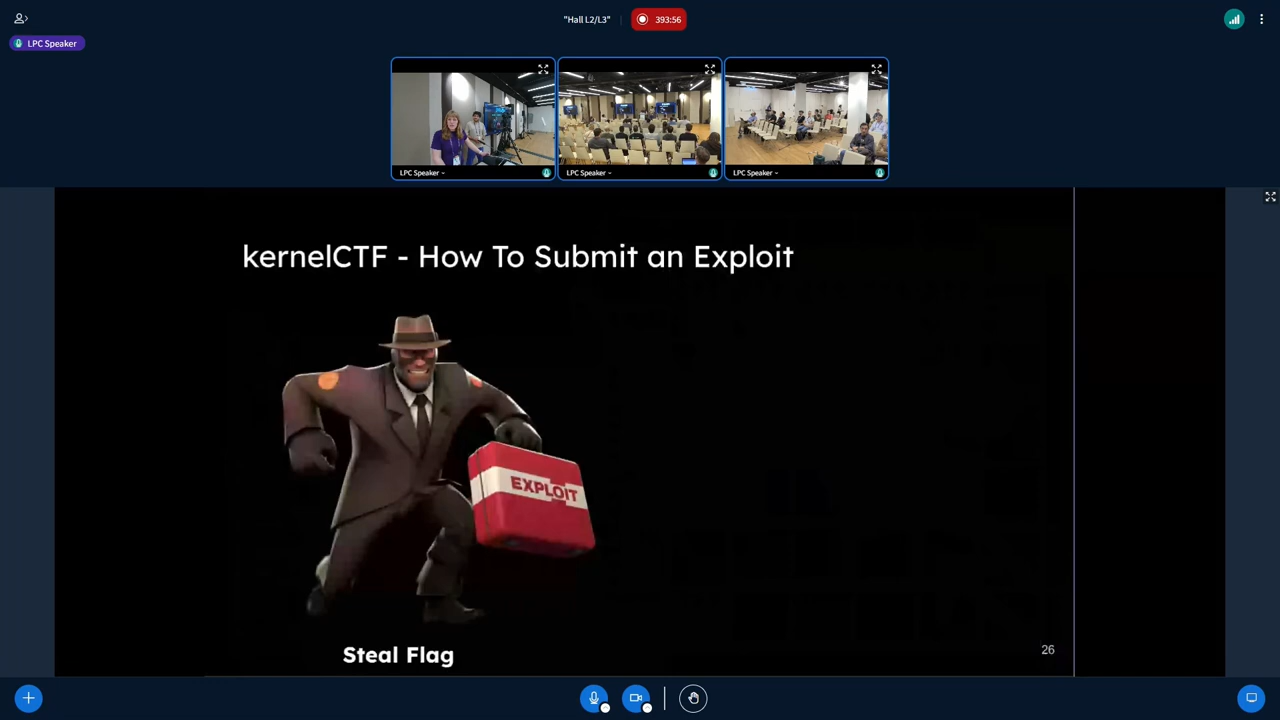 "Hall L2/L3"
393:56
LPC Speaker
LPC Speaker
LPC Speaker
LPC Speaker
kernelCTF - How To Submit an Exploit
EXPLOIT
Steal Flag
26